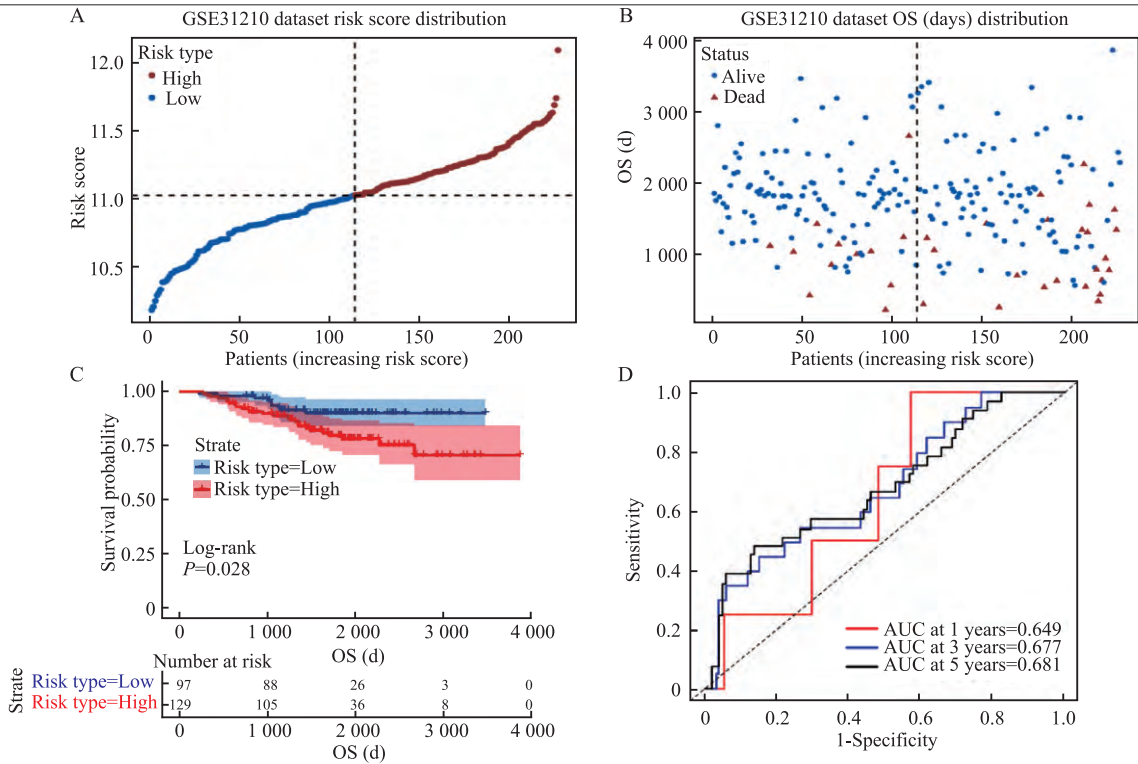 A
GSE31210 dataset risk score distribution
Risk type
High
Low
Risk score
12.0
11.5
11.0
10.5
0
50
100
150
200
Patients (increasing risk score)
B
GSE31210 dataset OS (days) distribution
Status
Alive
Dead
OS (d)
4 000
3 000
2 000
1 000
0
50
100
150
200
Patients (increasing risk score)
C
Survival probability
1.00
0.75
0.50
0.25
0
Strate
Risk type=Low
Risk type=High
Log-rank
P=0.028
0
1 000
2 000
3 000
4 000
OS (d)
Number at risk
Strate
Risk type=Low 97 88 26 3 0
Risk type=High 129 105 36 8 0
0
1 000
2 000
3 000
4 000
OS (d)
D
Sensitivity
1.0
0.8
0.6
0.4
0.2
0
AUC at 1 years=0.649
AUC at 3 years=0.677
AUC at 5 years=0.681
0
0.2
0.4
0.6
0.8
1.0
1-Specificity